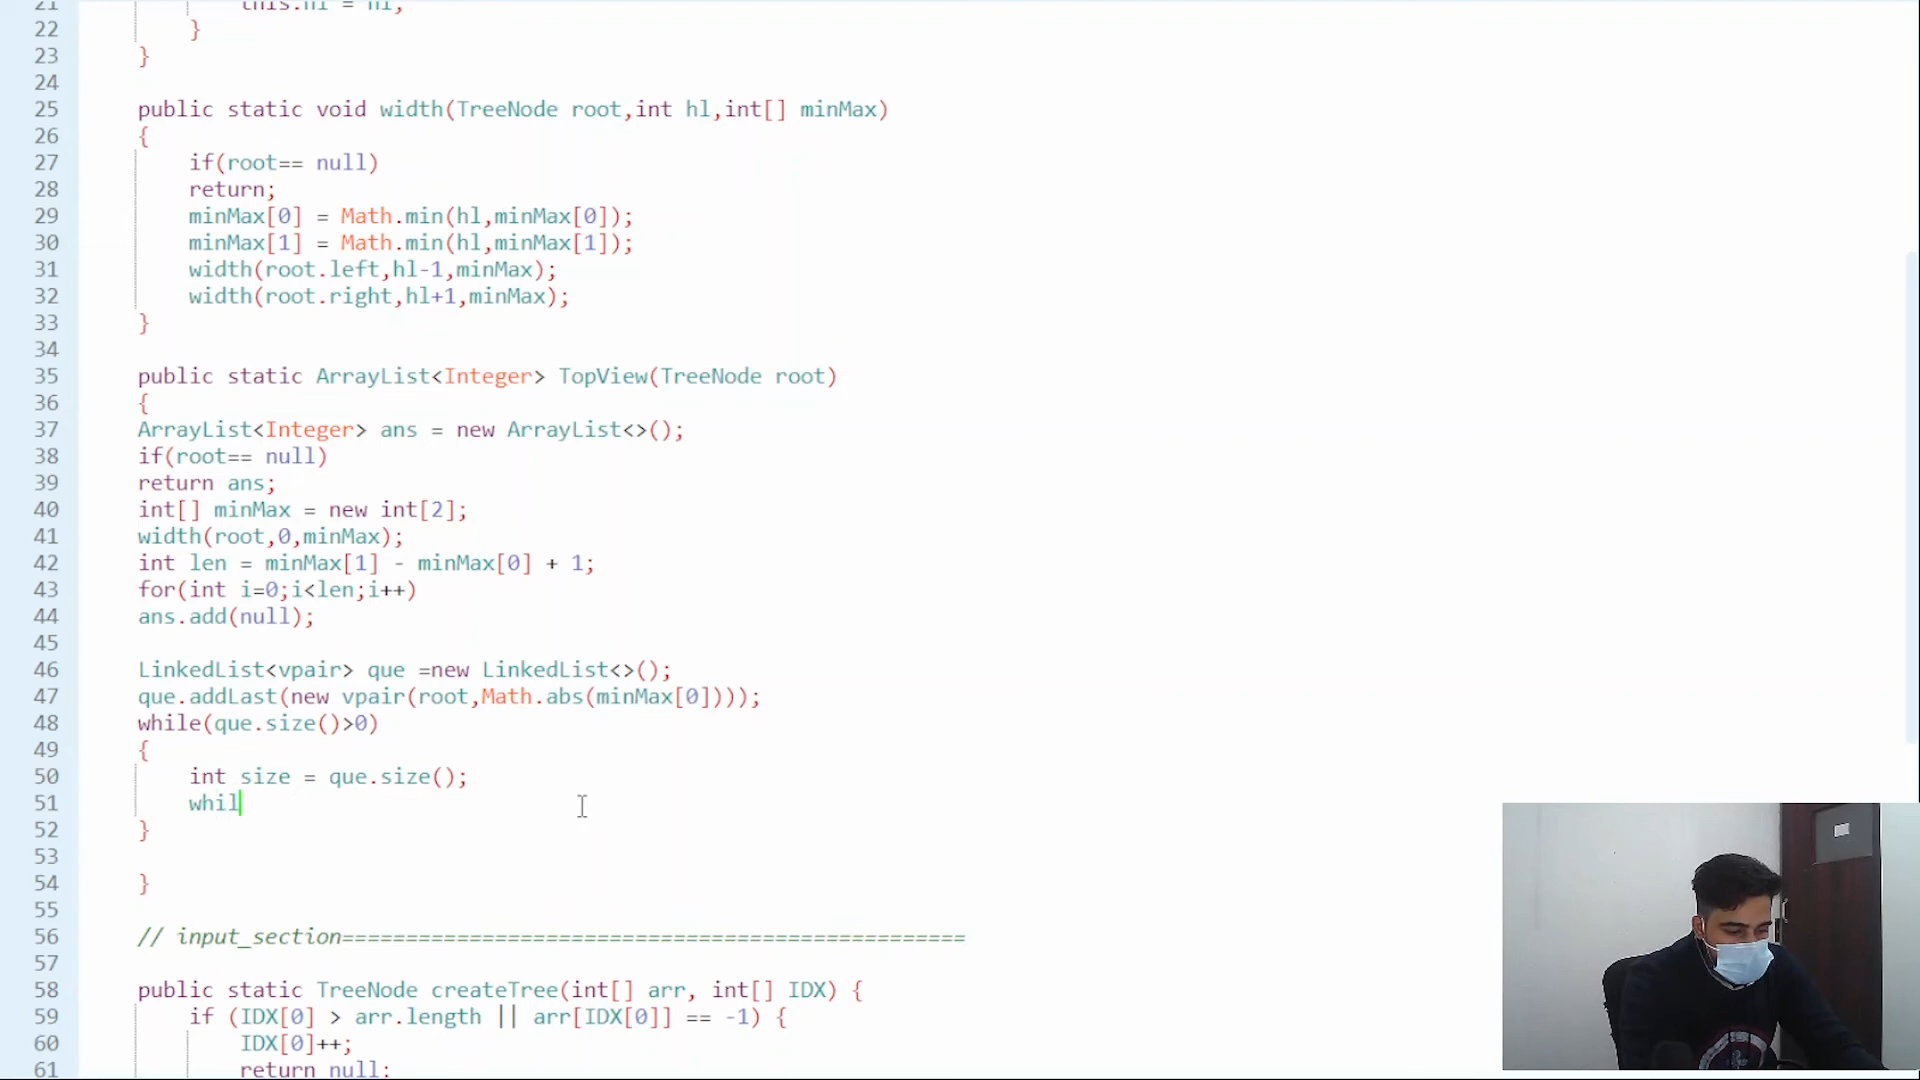 21 this.hl = hl;
22 }
23 }
24
25 public static void width(TreeNode root,int hl,int[] minMax)
26 {
27 if(root== null)
28 return;
29 minMax[0] = Math.min(hl,minMax[0]);
30 minMax[1] = Math.min(hl,minMax[1]);
31 width(root.left,hl-1,minMax);
32 width(root.right,hl+1,minMax);
33 }
34
35 public static ArrayList<Integer> TopView(TreeNode root)
36 {
37 ArrayList<Integer> ans = new ArrayList<>();
38 if(root== null)
39 return ans;
40 int[] minMax = new int[2];
41 width(root,0,minMax);
42 int len = minMax[1] - minMax[0] + 1;
43 for(int i=0;i<len;i++)
44 ans.add(null);
45
46 LinkedList<vpair> que =new LinkedList<>();
47 que.addLast(new vpair(root,Math.abs(minMax[0])));
48 while(que.size()>0)
49 {
50 int size = que.size();
51 whil
52 }
53
54 }
55
56 // input_section=================================================
57
58 public static TreeNode createTree(int[] arr, int[] IDX) {
59 if (IDX[0] > arr.length || arr[IDX[0]] == -1) {
60 IDX[0]++;
61 return null;